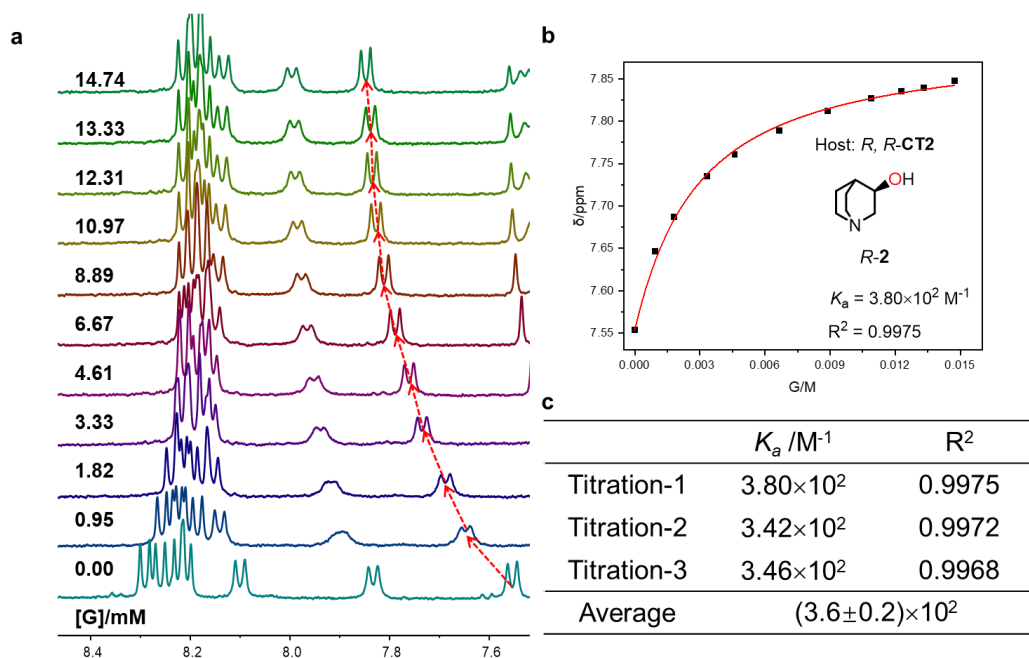 a
14.74
13.33
12.31
10.97
8.89
6.67
4.61
3.33
1.82
0.95
0.00
[G]/mM
8.4 8.2 8.0 7.8 7.6
b
δ/ppm
7.85
7.80
7.75
7.70
7.65
7.60
7.55
Host: R, R-CT2
OH
N
R-2
Ka = 3.80×10² M⁻¹
R² = 0.9975
0.000 0.003 0.006 0.009 0.012 0.015
G/M
c
Ka /M⁻¹ R²
Titration-1 3.80×10² 0.9975
Titration-2 3.42×10² 0.9972
Titration-3 3.46×10² 0.9968
Average (3.6±0.2)×10²